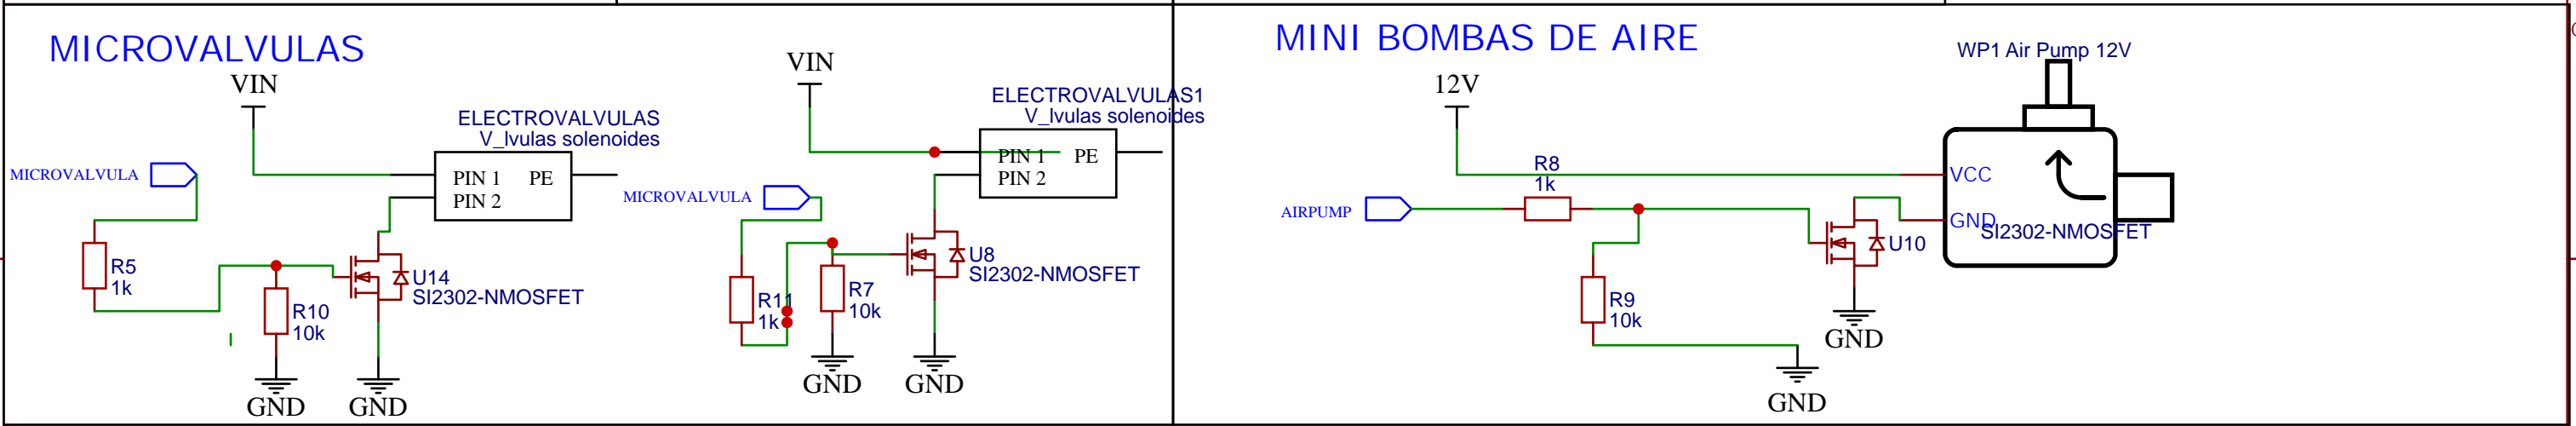 MICROVALVULAS
VIN
ELECTROVALVULAS
V_lvulas solenoides
MICROVALVULA
PIN 1
PE
PIN 2
R5
1k
R10
10k
U14
SI2302-NMOSFET
GND
GND
VIN
ELECTROVALVULAS1
V_lvulas solenoides
PIN 1
PE
PIN 2
MICROVALVULA
R11
1k
R7
10k
U8
SI2302-NMOSFET
GND
GND
MINI BOMBAS DE AIRE
WP1 Air Pump 12V
12V
R8
1k
VCC
AIRPUMP
GND
SI2302-NMOSFET
U10
R9
10k
GND
GND